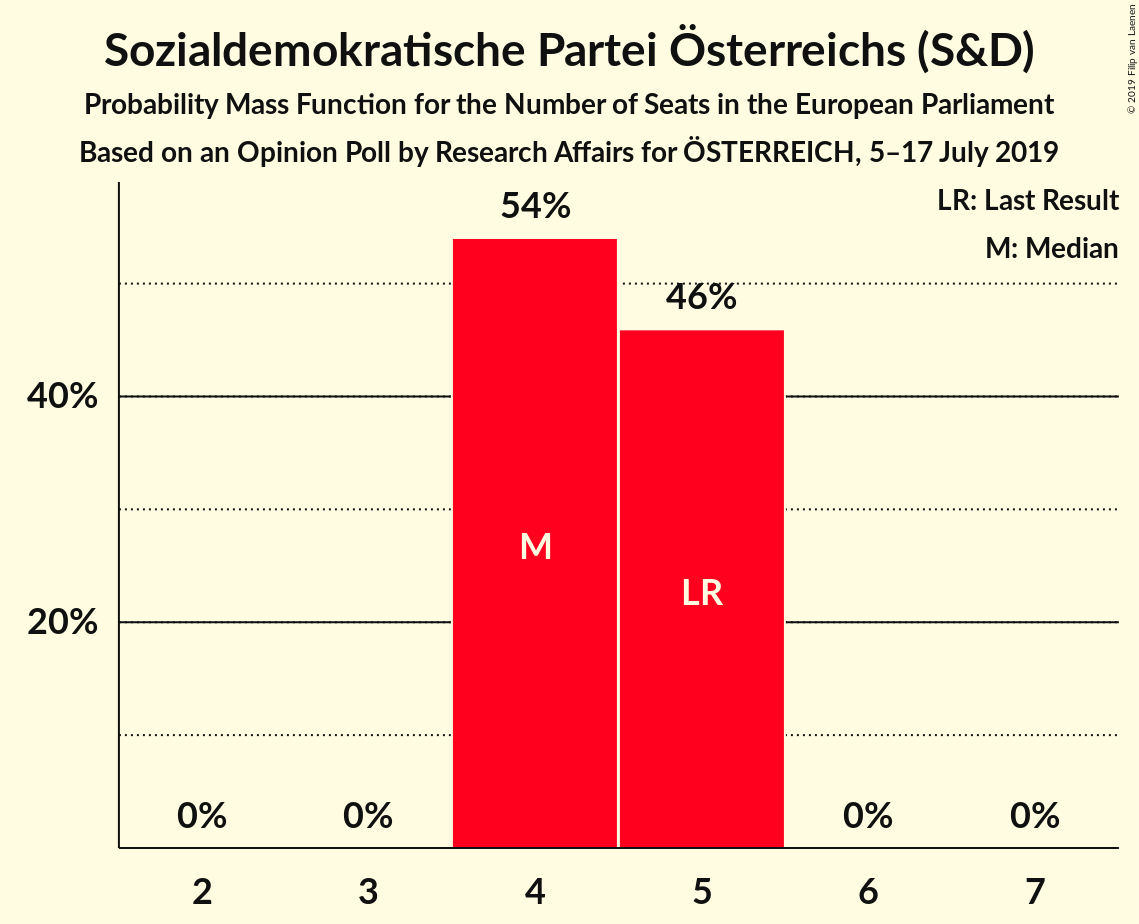 Sozialdemokratische Partei Österreichs (S&D)
Probability Mass Function for the Number of Seats in the European Parliament
Based on an Opinion Poll by Research Affairs for ÖSTERREICH, 5–17 July 2019
© 2019 Filip van Laenen
LR: Last Result
M: Median
54%
46%
40%
20%
M
LR
0%
0%
0%
0%
2
3
4
5
6
7